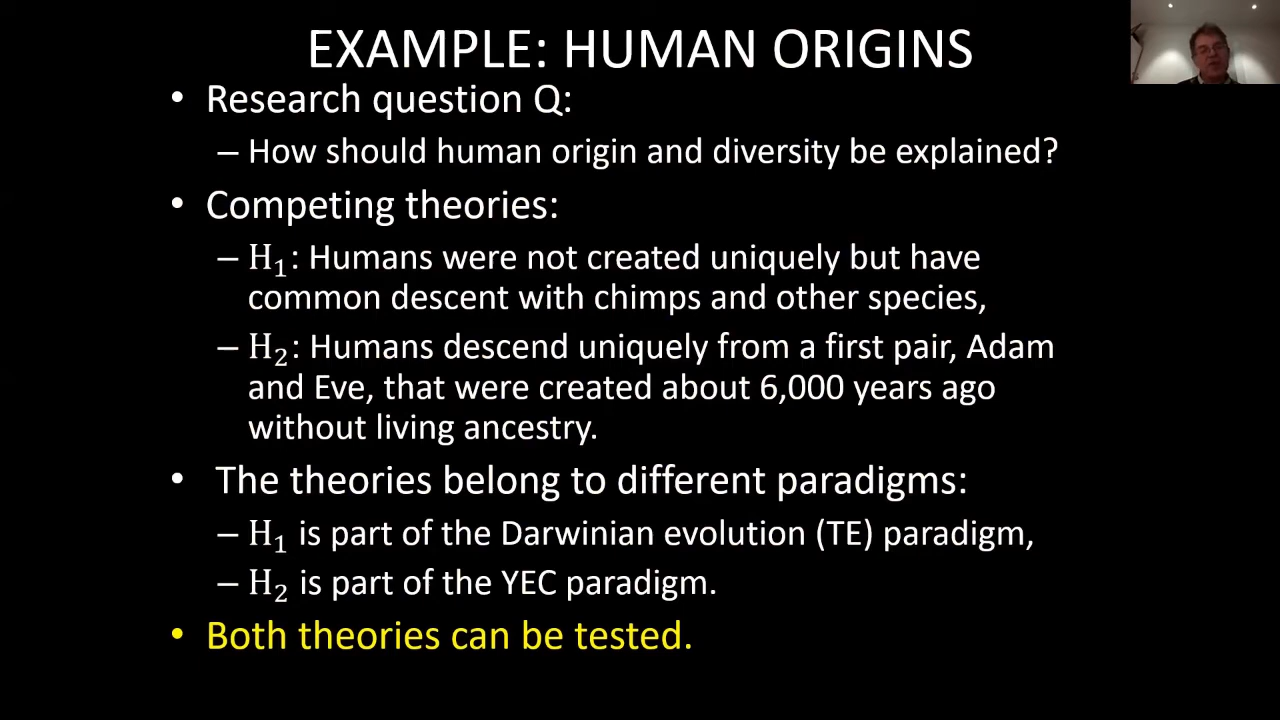 EXAMPLE: HUMAN ORIGINS
• Research question Q:
– How should human origin and diversity be explained?
• Competing theories:
– H₁: Humans were not created uniquely but have
common descent with chimps and other species,
– H₂: Humans descend uniquely from a first pair, Adam
and Eve, that were created about 6,000 years ago
without living ancestry.
• The theories belong to different paradigms:
– H₁ is part of the Darwinian evolution (TE) paradigm,
– H₂ is part of the YEC paradigm.
• Both theories can be tested.